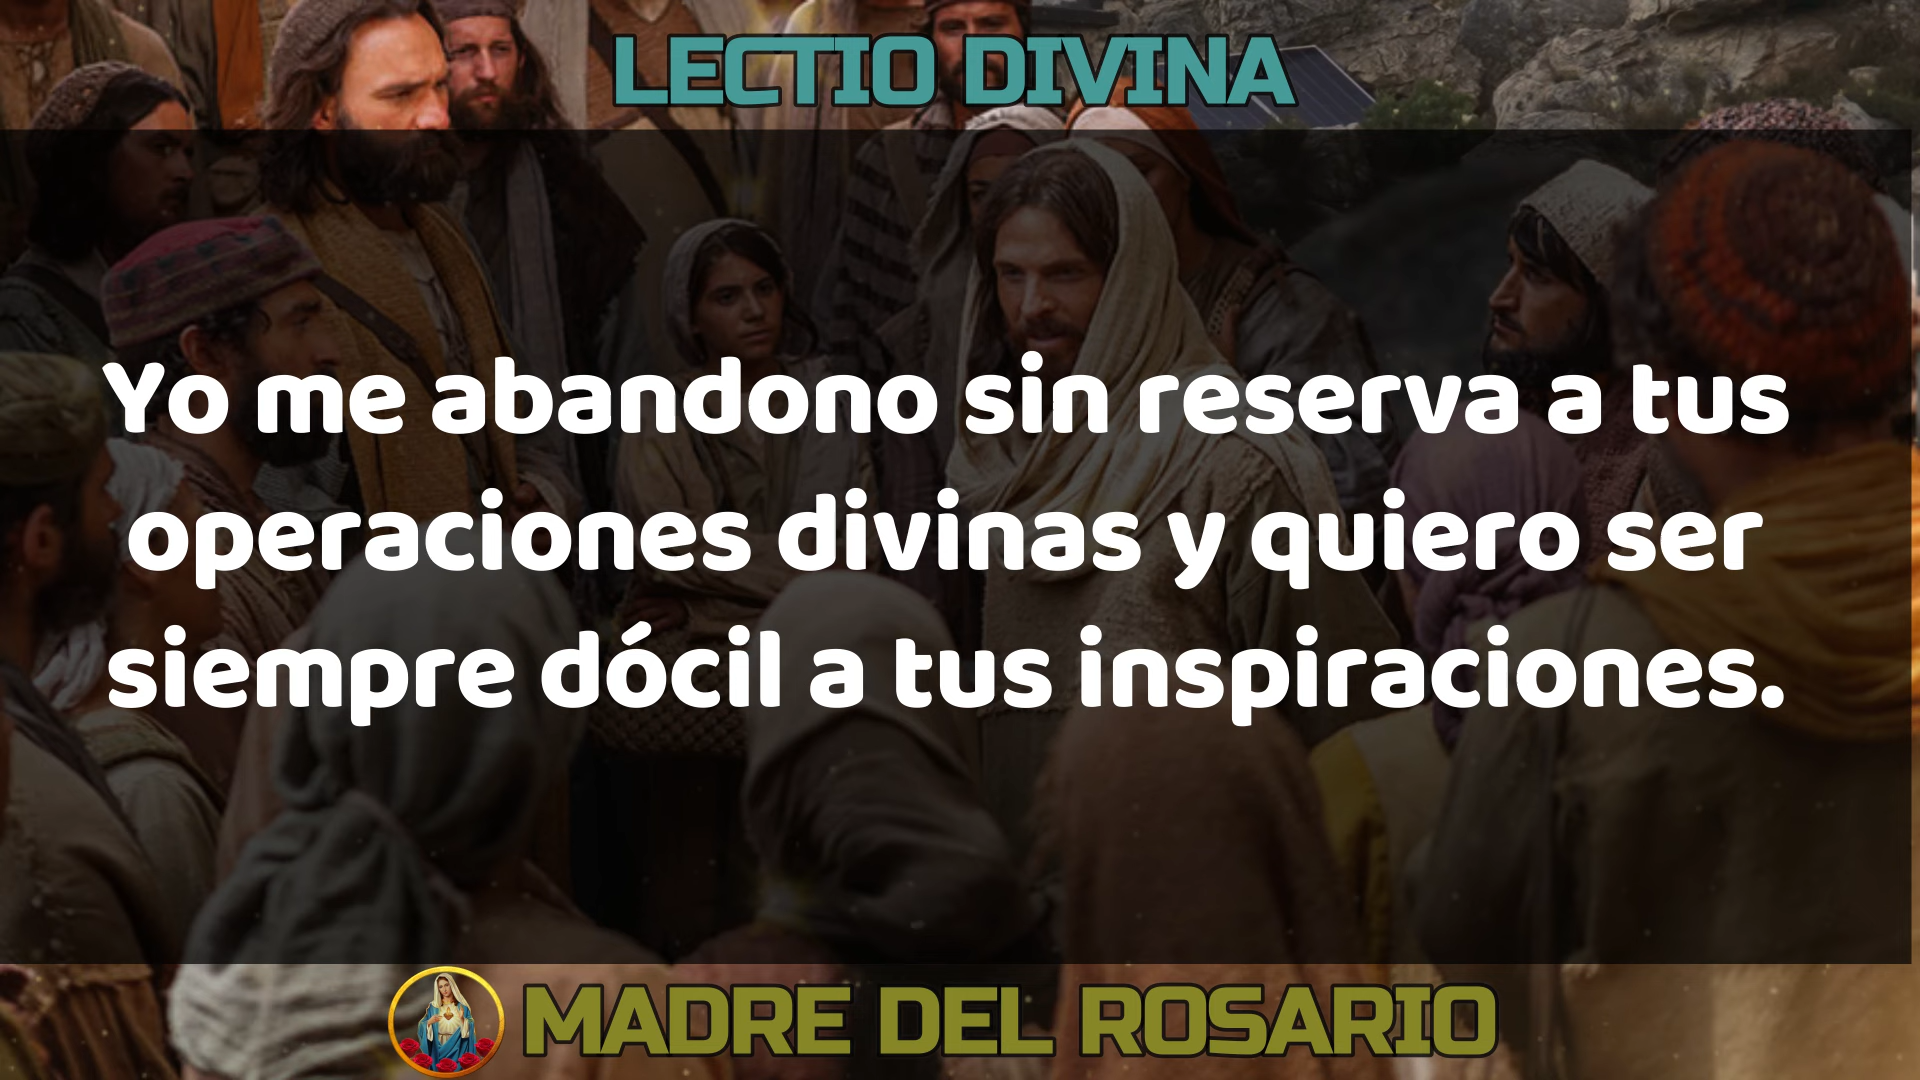 LECTIO DIVINA
Yo me abandono sin reserva a tus
operaciones divinas y quiero ser
siempre dócil a tus inspiraciones.
MADRE DEL ROSARIO